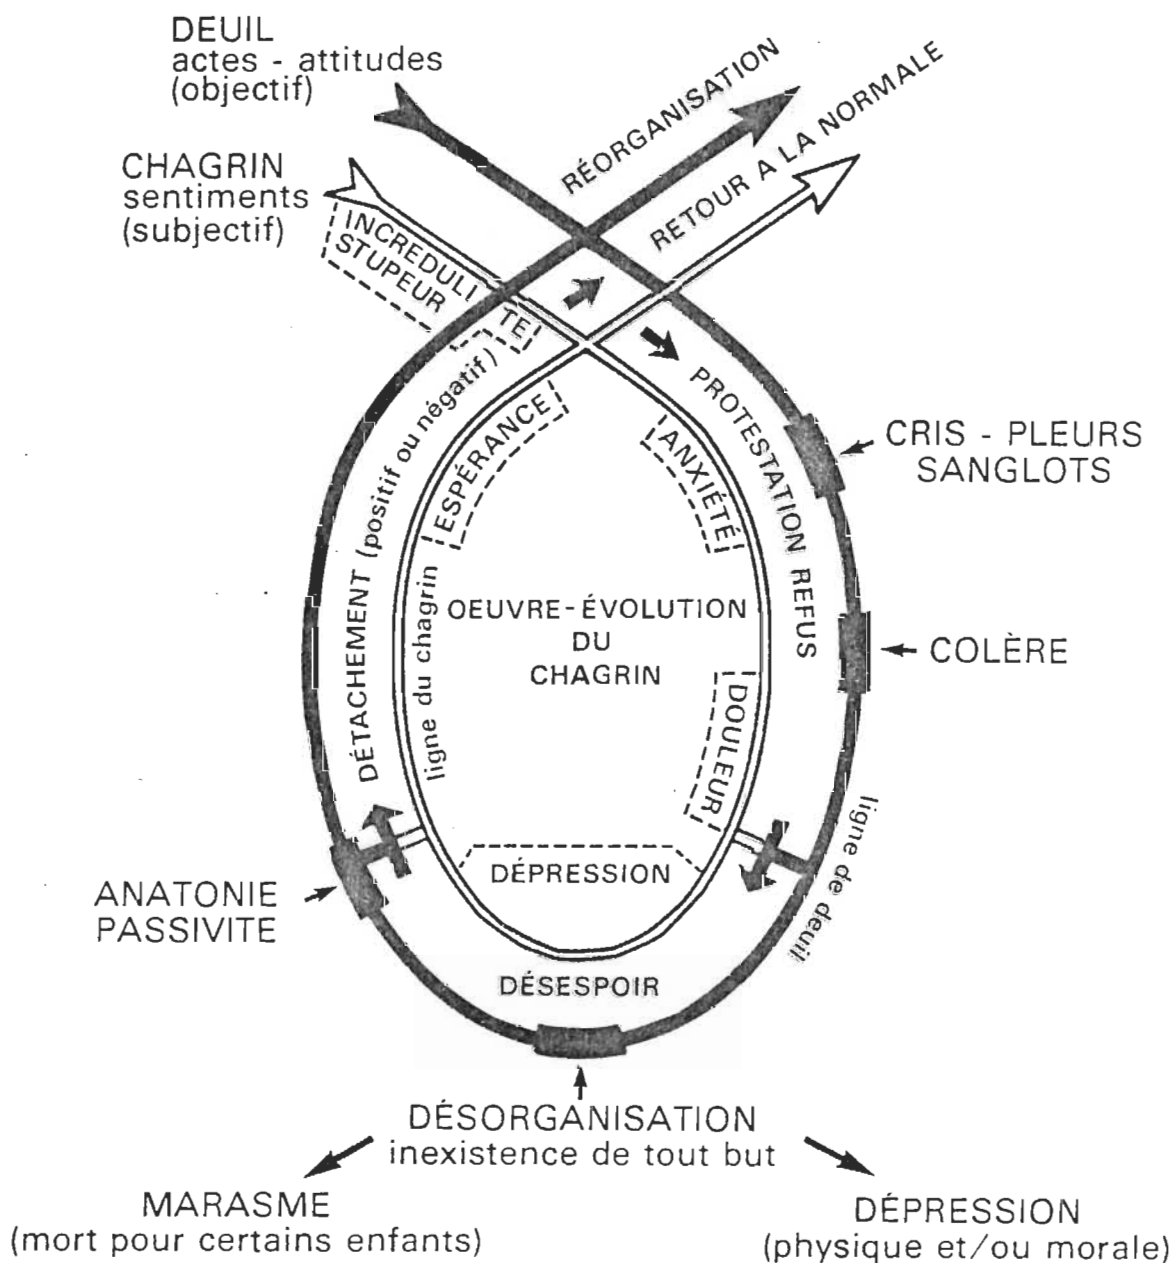 DEUIL
actes - attitudes
(objectif)
CHAGRIN
sentiments
(subjectif)
RÉORGANISATION
RETOUR A LA NORMALE
INCREDULI TE
STUPEUR
PROTESTATION REFUS
CRIS - PLEURS
SANGLOTS
ESPÉRANCE
ANXIÉTÉ
DÉTACHEMENT (positif ou négatif)
ligne du chagrin
OEUVRE-ÉVOLUTION
DU
CHAGRIN
COLÈRE
DOULEUR
ligne de deuil
DÉPRESSION
ANATONIE
PASSIVITE
DÉSESPOIR
DÉSORGANISATION
inexistence de tout but
MARASME
(mort pour certains enfants)
DÉPRESSION
(physique et/ou morale)